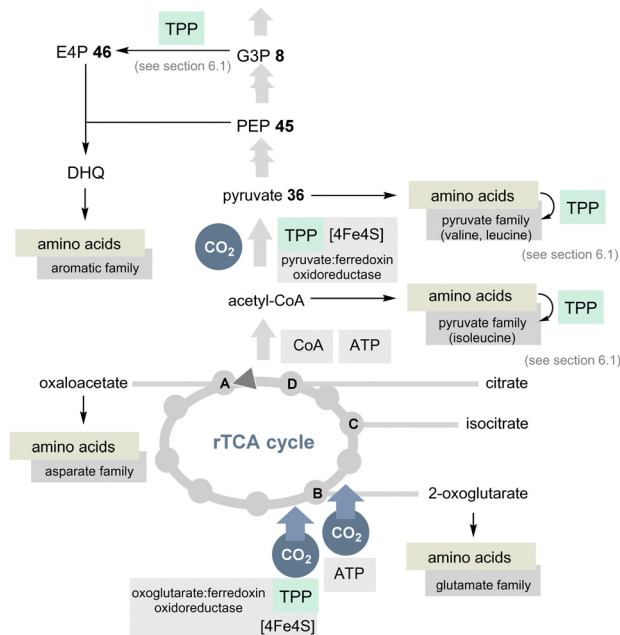 TPP
E4P 46
G3P 8
(see section 6.1)
PEP 45
DHQ
pyruvate 36
amino acids
pyruvate family
(valine, leucine)
TPP
(see section 6.1)
CO2
TPP [4Fe4S]
pyruvate:ferredoxin
oxidoreductase
amino acids
aromatic family
acetyl-CoA
amino acids
pyruvate family
(isoleucine)
TPP
(see section 6.1)
CoA
ATP
oxaloacetate
A
D
citrate
amino acids
asparate family
rTCA cycle
C
isocitrate
B
2-oxoglutarate
CO2
CO2
ATP
amino acids
glutamate family
oxoglutarate:ferredoxin
oxidoreductase
TPP
[4Fe4S]